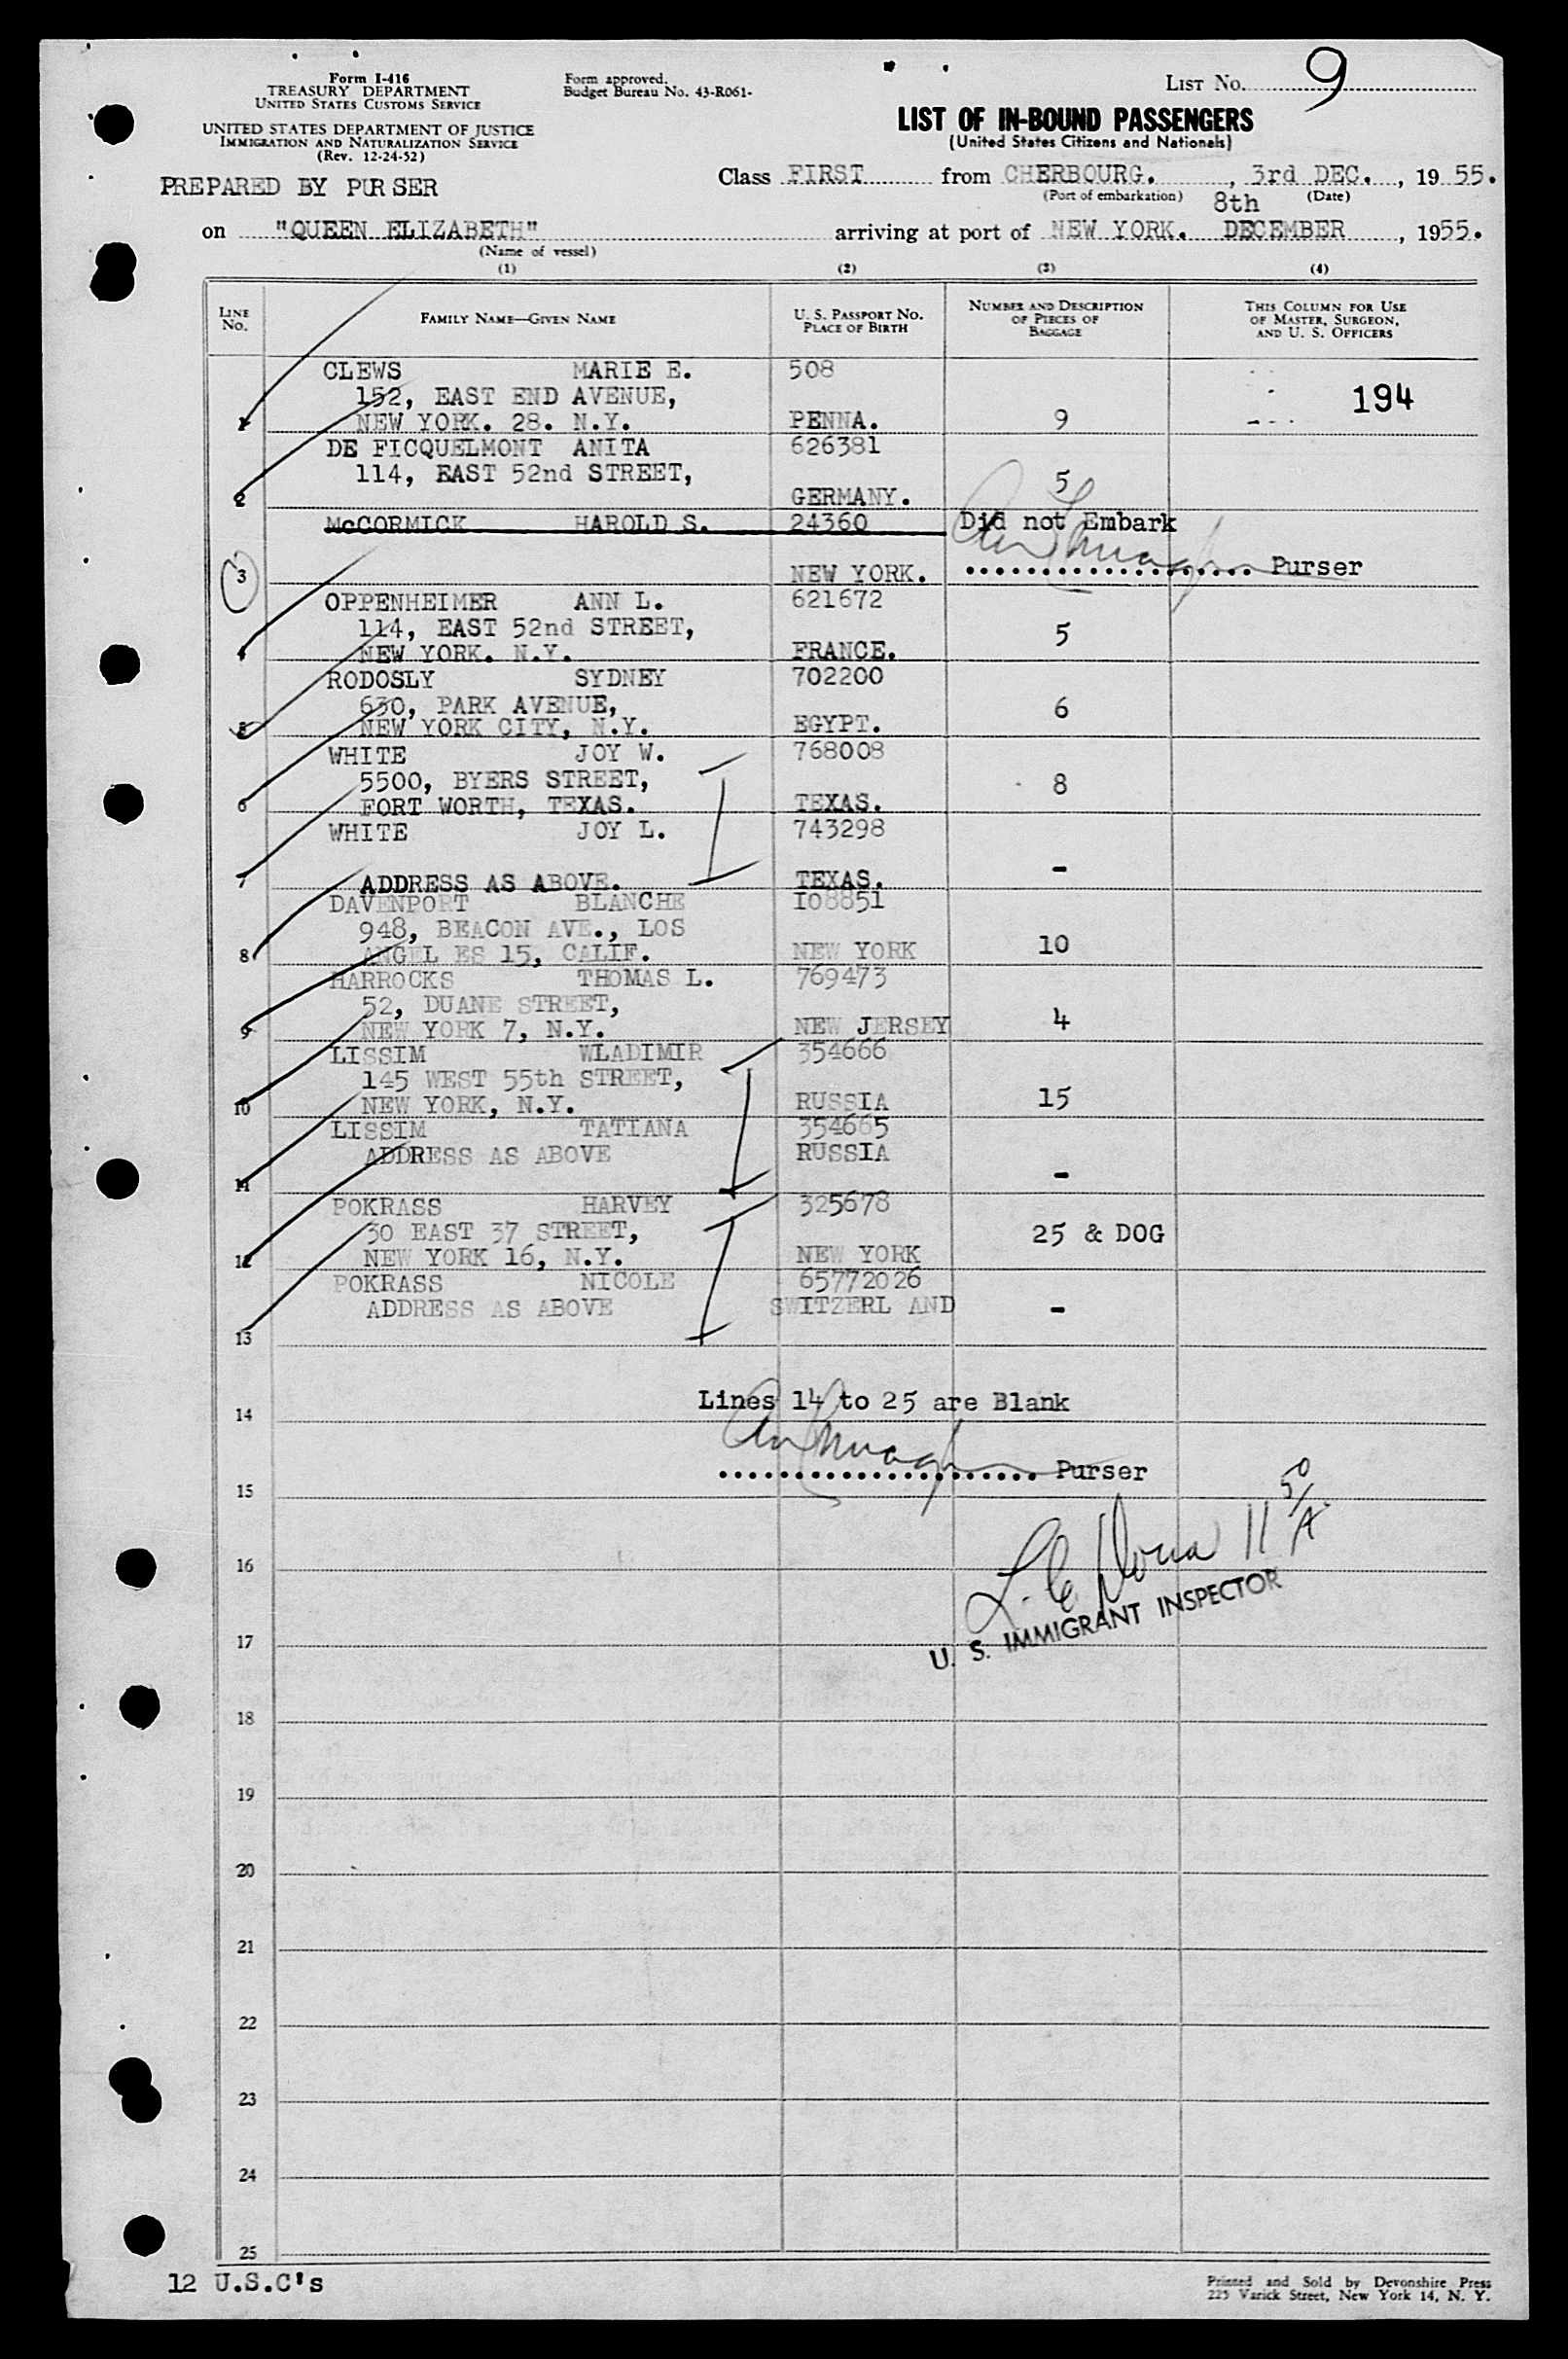 Form I-416
TREASURY DEPARTMENT
UNITED STATES CUSTOMS SERVICE
UNITED STATES DEPARTMENT OF JUSTICE
IMMIGRATION AND NATURALIZATION SERVICE
(Rev. 12-24-52)
PREPARED BY PURSER
Form approved.
Budget Bureau No. 43-R061-
LIST No. 9
LIST OF IN-BOUND PASSENGERS
(United States Citizens and Nationals)
Class FIRST from CHERBOURG. , 3rd DEC. , 19 55.
(Port of embarkation) (Date)
8th
on "QUEEN ELIZABETH" arriving at port of NEW YORK. DECEMBER , 1955.
(Name of vessel)
(1) (2) (3) (4)
LINE No. FAMILY NAME—GIVEN NAME U. S. PASSPORT No. PLACE OF BIRTH NUMBER AND DESCRIPTION OF PIECES OF BAGGAGE THIS COLUMN FOR USE OF MASTER, SURGEON, AND U. S. OFFICERS
CLEWS MARIE E. 508
152, EAST END AVENUE, 194
1 NEW YORK. 28. N.Y. PENNA. 9
DE FICQUELMONT ANITA 626381
114, EAST 52nd STREET, 5
2 GERMANY.
McCORMICK HAROLD S. 24360 Did not Embark
3 NEW YORK. Purser
OPPENHEIMER ANN L. 621672
114, EAST 52nd STREET, 5
4 NEW YORK. N.Y. FRANCE.
RODOSLY SYDNEY 702200
630, PARK AVENUE, 6
5 NEW YORK CITY, N.Y. EGYPT.
WHITE JOY W. 768008
5500, BYERS STREET, 8
6 FORT WORTH, TEXAS. TEXAS.
WHITE JOY L. 743298
7 ADDRESS AS ABOVE. TEXAS. -
DAVENPORT BLANCHE I08851
948, BEACON AVE., LOS
8 ANGEL ES 15, CALIF. NEW YORK 10
HARROCKS THOMAS L. 769473
52, DUANE STREET,
9 NEW YORK 7, N.Y. NEW JERSEY 4
LISSIM WLADIMIR 354666
145 WEST 55th STREET,
10 NEW YORK, N.Y. RUSSIA 15
LISSIM TATIANA 354665
ADDRESS AS ABOVE RUSSIA
11 -
POKRASS HARVEY 325678
30 EAST 37 STREET, 25 & DOG
12 NEW YORK 16, N.Y. NEW YORK
POKRASS NICOLE 65772026
ADDRESS AS ABOVE SWITZERL AND -
13
Lines 14 to 25 are Blank
14
Purser
15
50/A
11
16
U. S. IMMIGRANT INSPECTOR
17
18
19
20
21
22
23
24
25
12 U.S.C's
Printed and Sold by Devonshire Press
225 Varick Street, New York 14, N. Y.